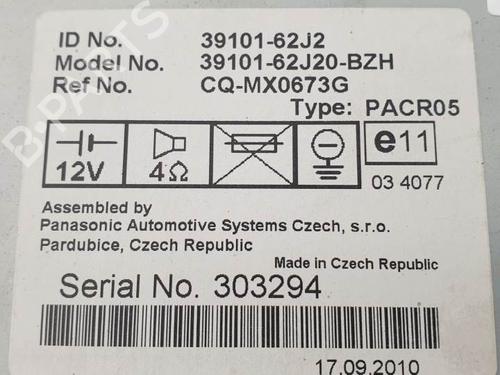 ID No. 39101-62J2
Model No. 39101-62J20-BZH
Ref No. CQ-MX0673G
Type: PACR05
12V 4Ω e11
03 4077
Assembled by
Panasonic Automotive Systems Czech, s.r.o.
Pardubice, Czech Republic
Made in Czech Republic
Serial No. 303294
17.09.2010
B-PARTS